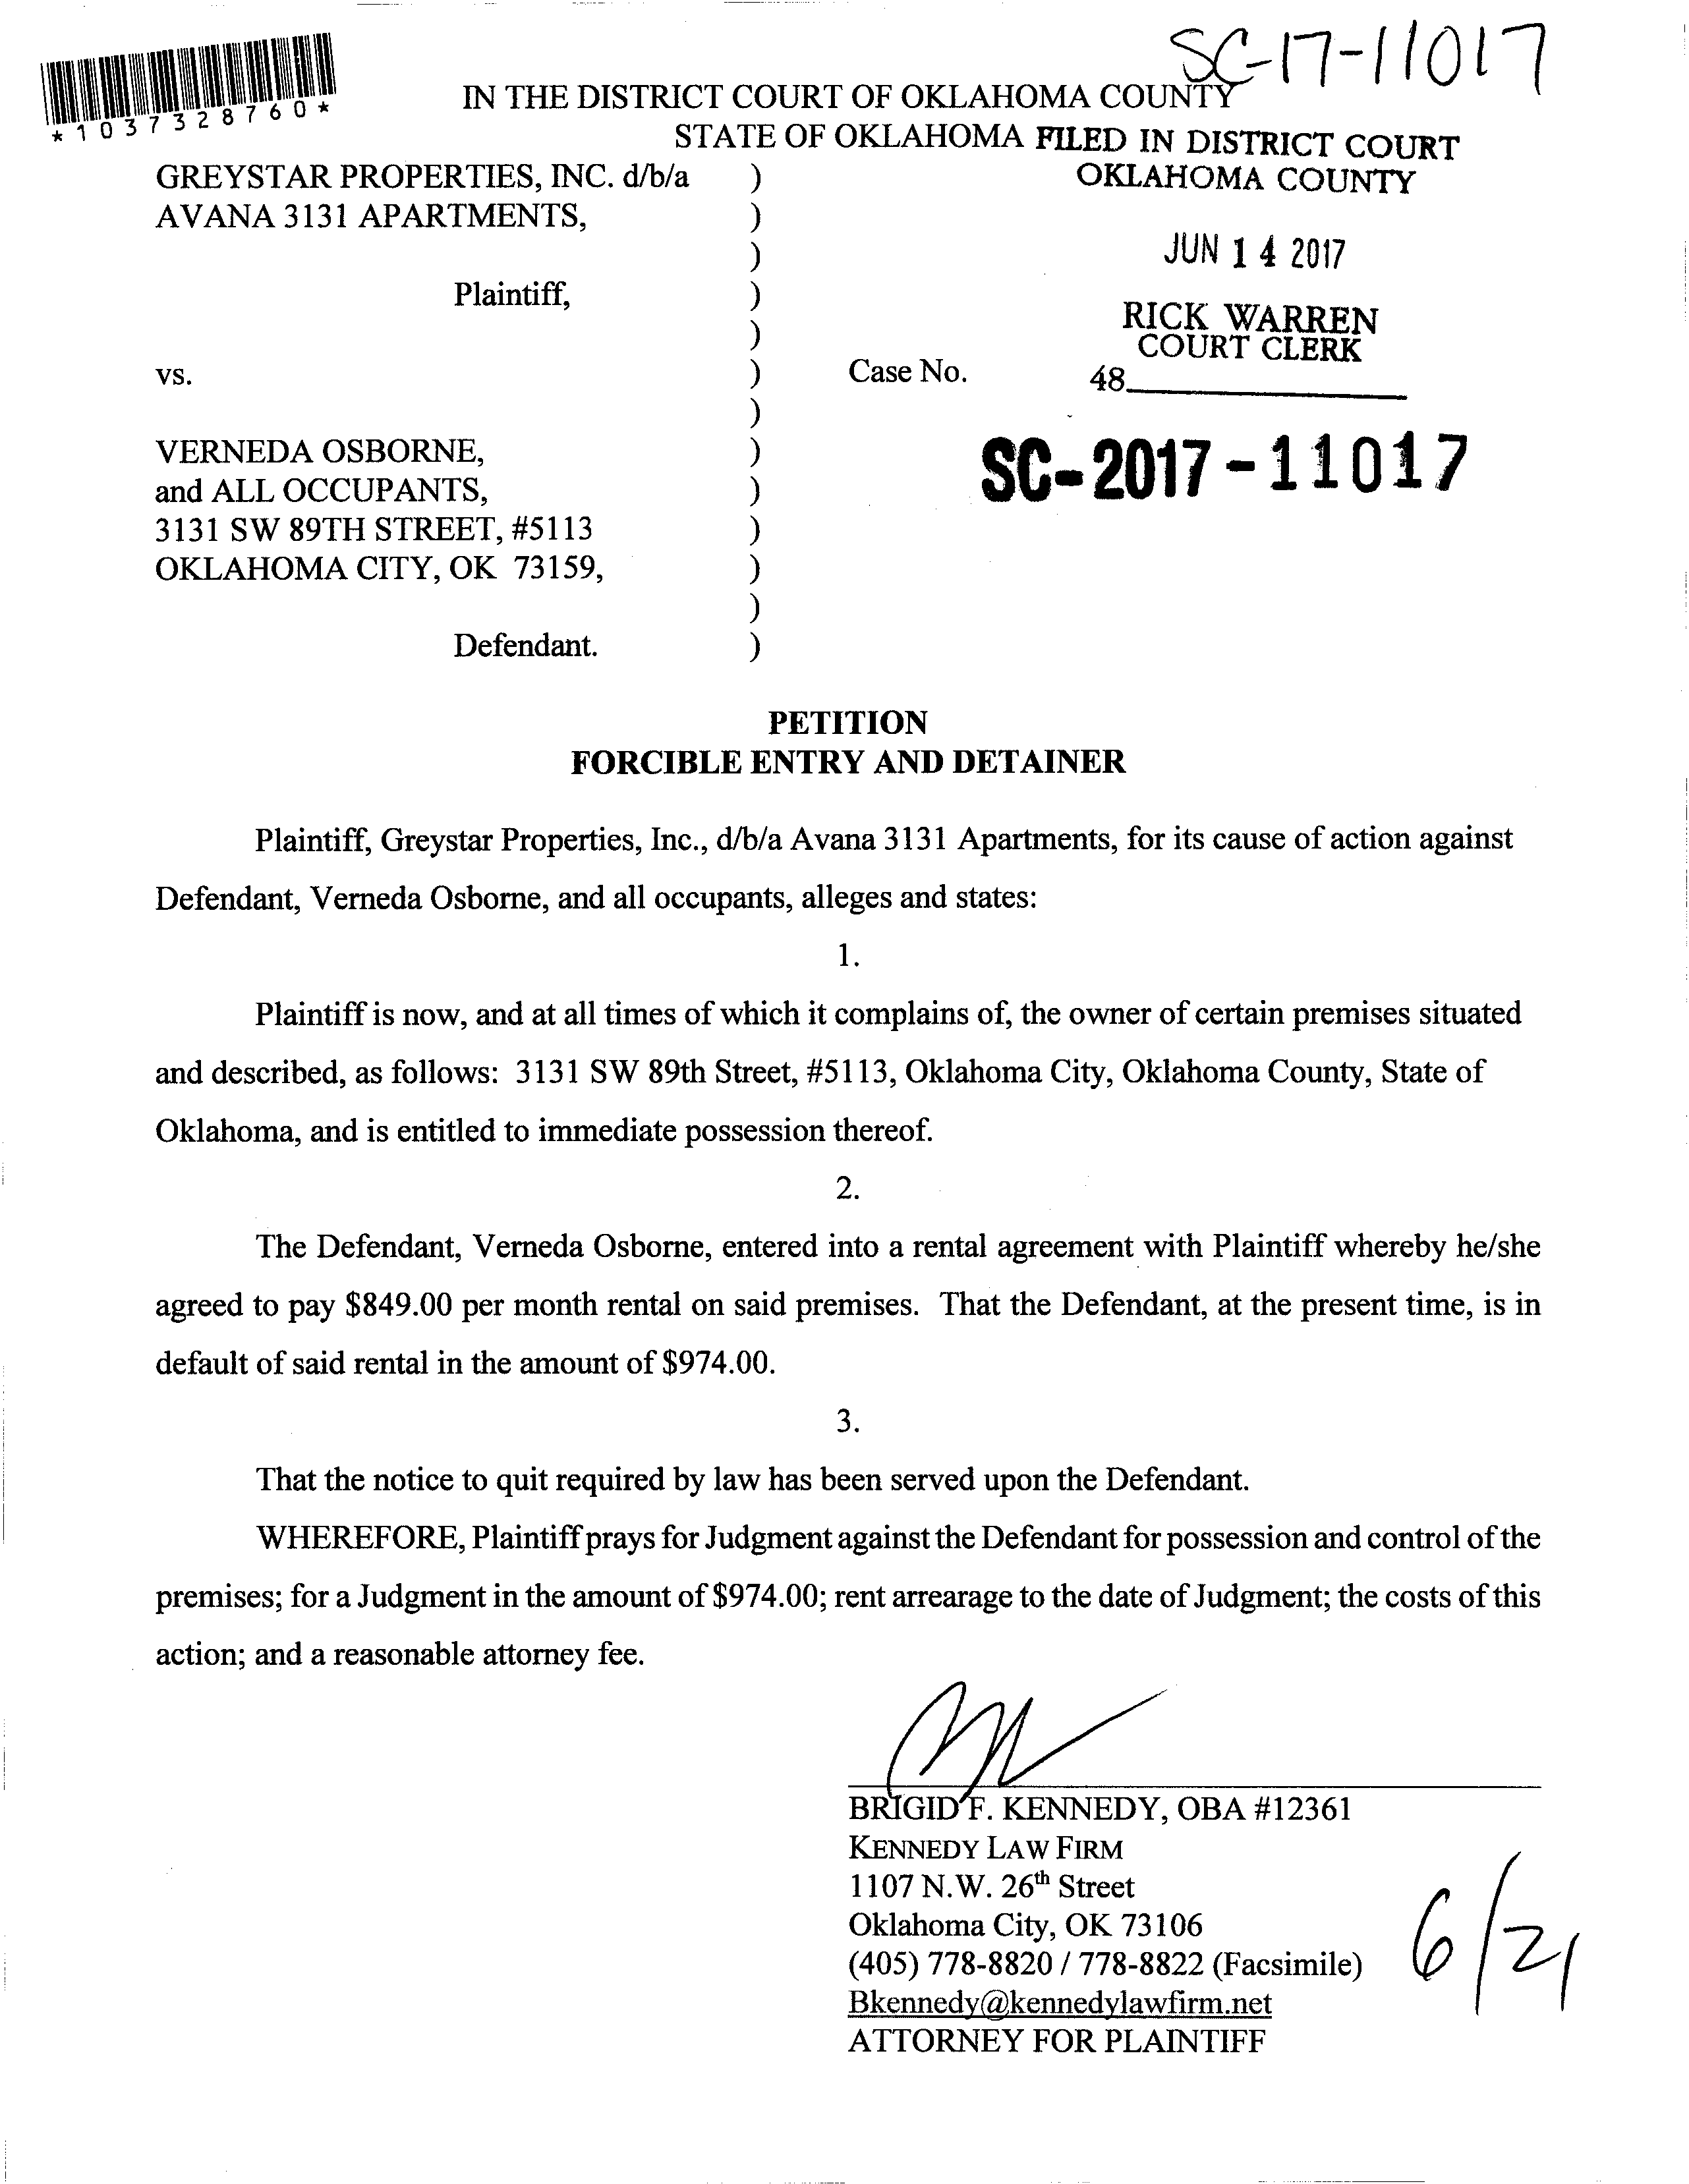 SC-17-11017
*1037328760*
IN THE DISTRICT COURT OF OKLAHOMA COUNTY
STATE OF OKLAHOMA
FILED IN DISTRICT COURT
OKLAHOMA COUNTY
JUN 14 2017
RICK WARREN
COURT CLERK
48
GREYSTAR PROPERTIES, INC. d/b/a )
AVANA 3131 APARTMENTS, )
)
Plaintiff, )
)
vs. ) Case No.
)
SC-2017-11017
VERNEDA OSBORNE, )
and ALL OCCUPANTS, )
3131 SW 89TH STREET, #5113 )
OKLAHOMA CITY, OK 73159, )
)
Defendant. )
PETITION
FORCIBLE ENTRY AND DETAINER
Plaintiff, Greystar Properties, Inc., d/b/a Avana 3131 Apartments, for its cause of action against
Defendant, Verneda Osborne, and all occupants, alleges and states:
1.
Plaintiff is now, and at all times of which it complains of, the owner of certain premises situated
and described, as follows: 3131 SW 89th Street, #5113, Oklahoma City, Oklahoma County, State of
Oklahoma, and is entitled to immediate possession thereof.
2.
The Defendant, Verneda Osborne, entered into a rental agreement with Plaintiff whereby he/she
agreed to pay $849.00 per month rental on said premises. That the Defendant, at the present time, is in
default of said rental in the amount of $974.00.
3.
That the notice to quit required by law has been served upon the Defendant.
WHEREFORE, Plaintiff prays for Judgment against the Defendant for possession and control of the
premises; for a Judgment in the amount of $974.00; rent arrearage to the date of Judgment; the costs of this
action; and a reasonable attorney fee.
BRIGID F. KENNEDY, OBA #12361
KENNEDY LAW FIRM
1107 N.W. 26th Street
Oklahoma City, OK 73106
(405) 778-8820 / 778-8822 (Facsimile)
Bkennedy@kennedylawfirm.net
ATTORNEY FOR PLAINTIFF
6/21